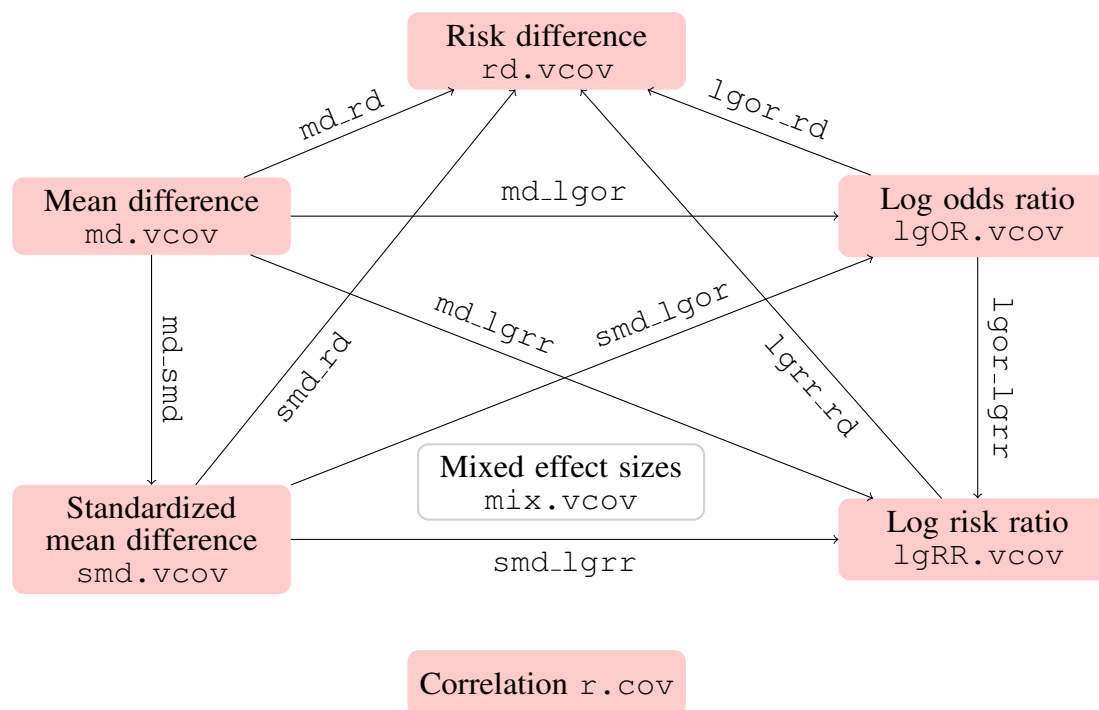 Risk difference
rd.vcov
md_rd
lgor_rd
Mean difference
md.vcov
md_lgor
Log odds ratio
lgOR.vcov
md_smd
smd_rd
md_lgrr
smd_lgor
lgrr_rd
lgor_lgrr
Mixed effect sizes
mix.vcov
Standardized
mean difference
smd.vcov
smd_lgrr
Log risk ratio
lgRR.vcov
Correlation r.cov